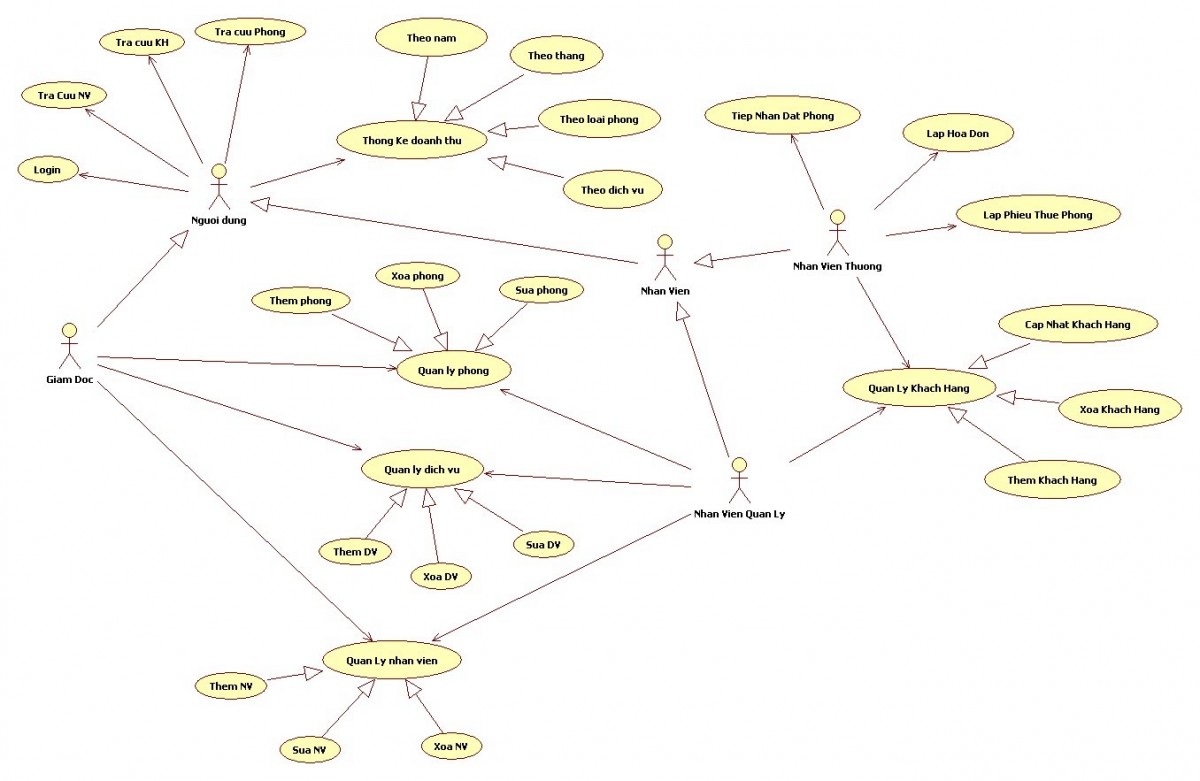 Tra cuu Phong
Tra cuu KH
Theo nam
Theo thang
Tra Cuu NV
Theo loai phong
Tiep Nhan Dat Phong
Lap Hoa Don
Thong Ke doanh thu
Login
Theo dich vu
Nguoi dung
Lap Phieu Thue Phong
Nhan Vien Thuong
Nhan Vien
Xoa phong
Sua phong
Them phong
Cap Nhat Khach Hang
Giam Doc
Quan ly phong
Quan Ly Khach Hang
Xoa Khach Hang
Quan ly dich vu
Them Khach Hang
Nhan Vien Quan Ly
Them DV
Sua DV
Xoa DV
Quan Ly nhan vien
Them NV
Sua NV
Xoa NV